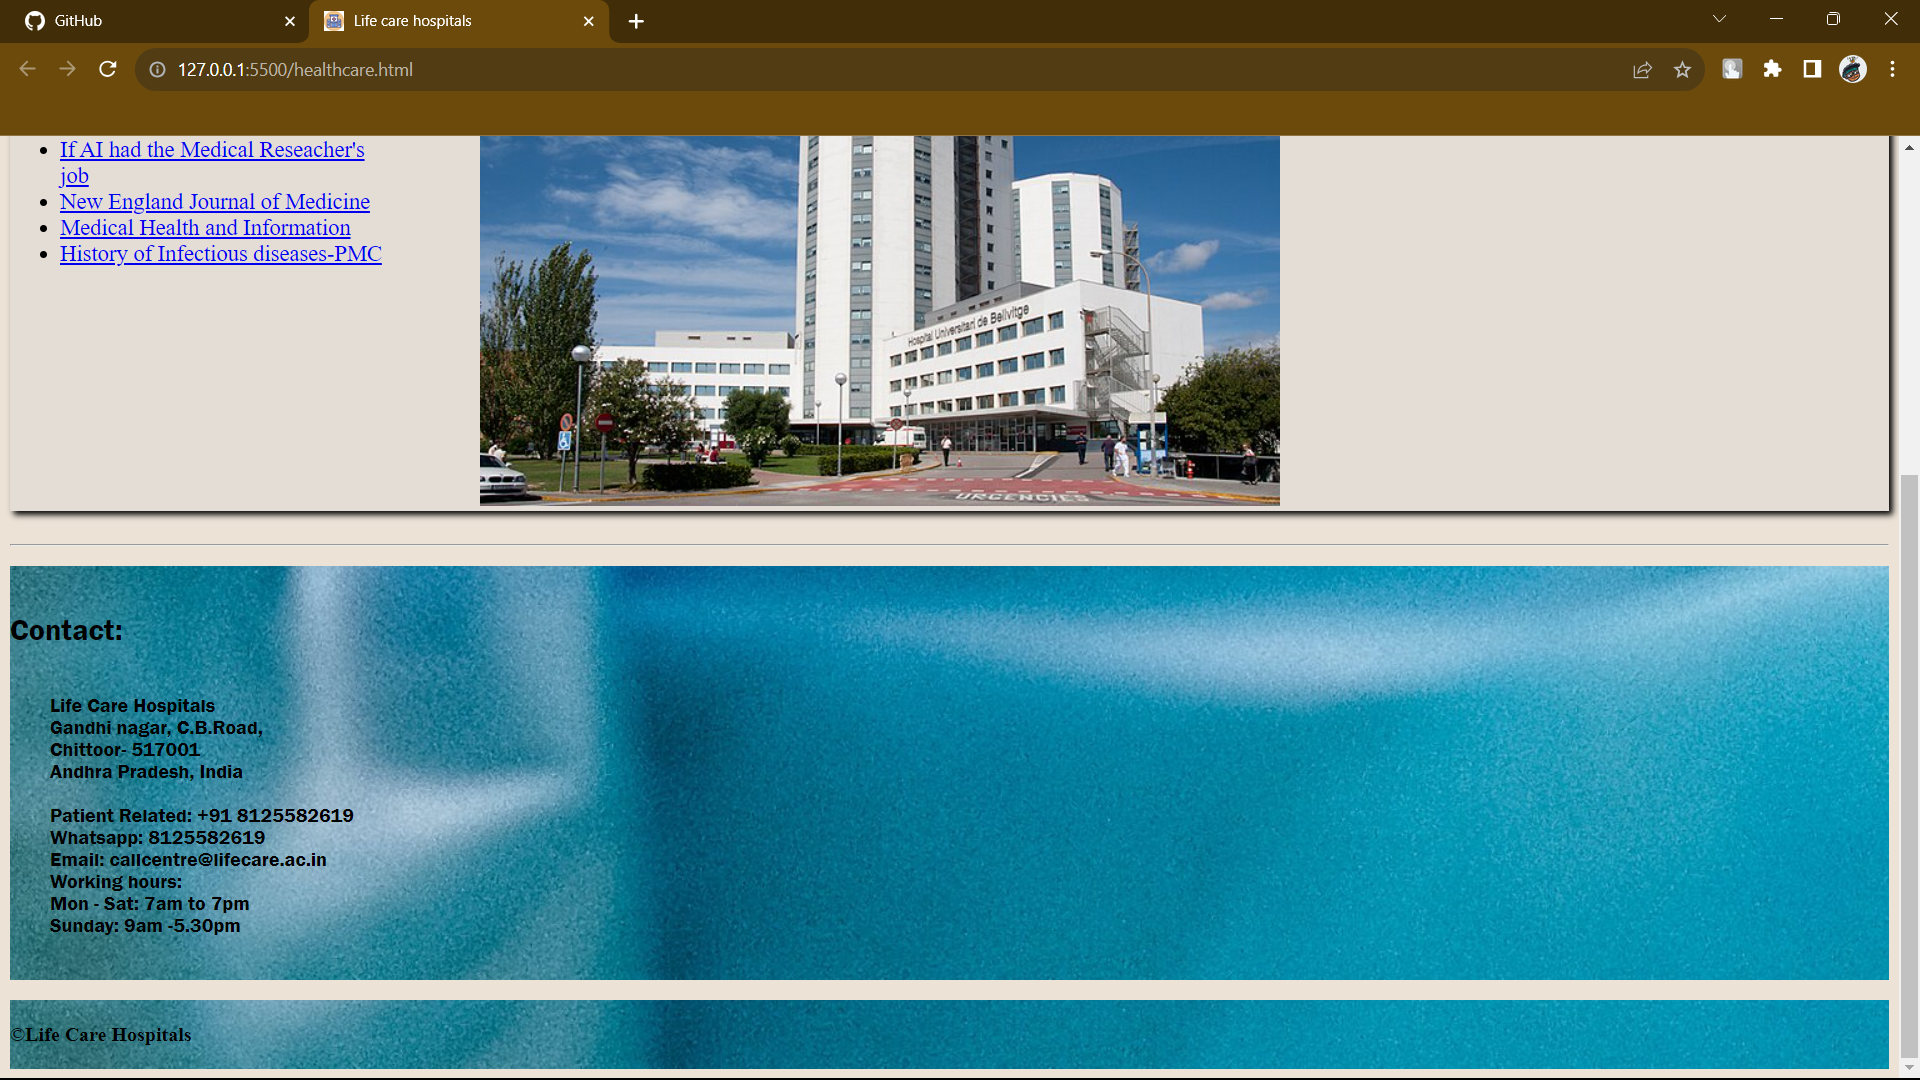 GitHub
Life care hospitals
127.0.0.1:5500/healthcare.html
If AI had the Medical Reseacher's
job
New England Journal of Medicine
Medical Health and Information
History of Infectious diseases-PMC
Hospital Universitari de Bellvitge
URGENCIES
Contact:
Life Care Hospitals
Gandhi nagar, C.B.Road,
Chittoor- 517001
Andhra Pradesh, India
Patient Related: +91 8125582619
Whatsapp: 8125582619
Email: callcentre@lifecare.ac.in
Working hours:
Mon - Sat: 7am to 7pm
Sunday: 9am -5.30pm
©Life Care Hospitals